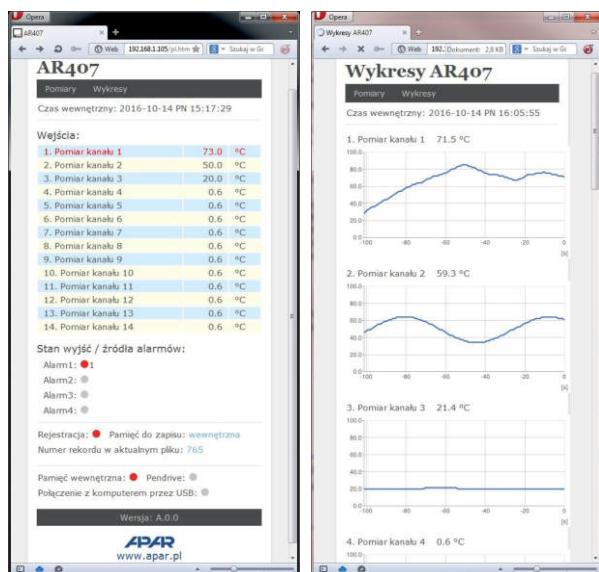 Opera
AR407
Web
192.168.1.105/pl.htm
Szukaj w Go
AR407
Pomiary Wykresy
Czas wewnętrzny: 2016-10-14 PN 15:17:29
Wejścia:
1. Pomiar kanału 1 73.0 °C
2. Pomiar kanału 2 50.0 °C
3. Pomiar kanału 3 20.0 °C
4. Pomiar kanału 4 0.6 °C
5. Pomiar kanału 5 0.6 °C
6. Pomiar kanału 6 0.6 °C
7. Pomiar kanału 7 0.6 °C
8. Pomiar kanału 8 0.6 °C
9. Pomiar kanału 9 0.6 °C
10. Pomiar kanału 10 0.6 °C
11. Pomiar kanału 11 0.6 °C
12. Pomiar kanału 12 0.6 °C
13. Pomiar kanału 13 0.6 °C
14. Pomiar kanału 14 0.6 °C
Stan wyjść / źródła alarmów:
Alarm1: 1
Alarm2:
Alarm3:
Alarm4:
Rejestracja: Pamięć do zapisu: wewnętrzna
Numer rekordu w aktualnym pliku: 765
Pamięć wewnętrzna: Pendrive:
Połączenie z komputerem przez USB:
Wersja: A.0.0
APAR
www.apar.pl
Opera
Wykresy AR407
Web
192.
Dokument: 2,8 KB
Szukaj w Go
Wykresy AR407
Pomiary Wykresy
Czas wewnętrzny: 2016-10-14 PN 16:05:55
1. Pomiar kanału 1 71.5 °C
100.0
80.0
60.0
40.0
20.0
-100 -80 -60 -40 -20 0
[s]
2. Pomiar kanału 2 59.3 °C
100.0
80.0
60.0
40.0
20.0
0.0
-100 -80 -60 -40 -20 0
[s]
3. Pomiar kanału 3 21.4 °C
100.0
80.0
60.0
40.0
20.0
0.0
-100 -80 -60 -40 -20 0
[s]
4. Pomiar kanału 4 0.6 °C
100.0